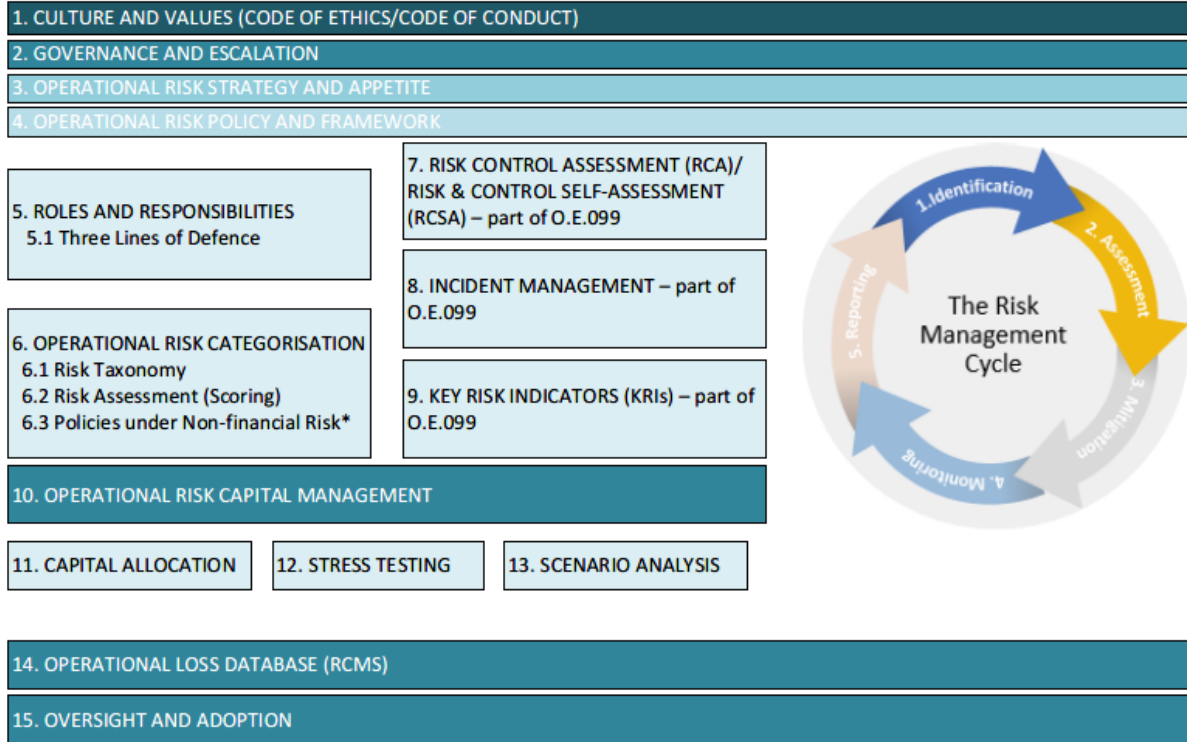 1. CULTURE AND VALUES (CODE OF ETHICS/CODE OF CONDUCT)
2. GOVERNANCE AND ESCALATION
3. OPERATIONAL RISK STRATEGY AND APPETITE
4. OPERATIONAL RISK POLICY AND FRAMEWORK
5. ROLES AND RESPONSIBILITIES
5.1 Three Lines of Defence
6. OPERATIONAL RISK CATEGORISATION
6.1 Risk Taxonomy
6.2 Risk Assessment (Scoring)
6.3 Policies under Non-financial Risk*
7. RISK CONTROL ASSESSMENT (RCA)/
RISK & CONTROL SELF-ASSESSMENT
(RCSA) – part of O.E.099
8. INCIDENT MANAGEMENT – part of
O.E.099
9. KEY RISK INDICATORS (KRIs) – part of
O.E.099
1.Identification
2. Assessment
3. Mitigation
4. Monitoring
5. Reporting
The Risk
Management
Cycle
10. OPERATIONAL RISK CAPITAL MANAGEMENT
11. CAPITAL ALLOCATION
12. STRESS TESTING
13. SCENARIO ANALYSIS
14. OPERATIONAL LOSS DATABASE (RCMS)
15. OVERSIGHT AND ADOPTION